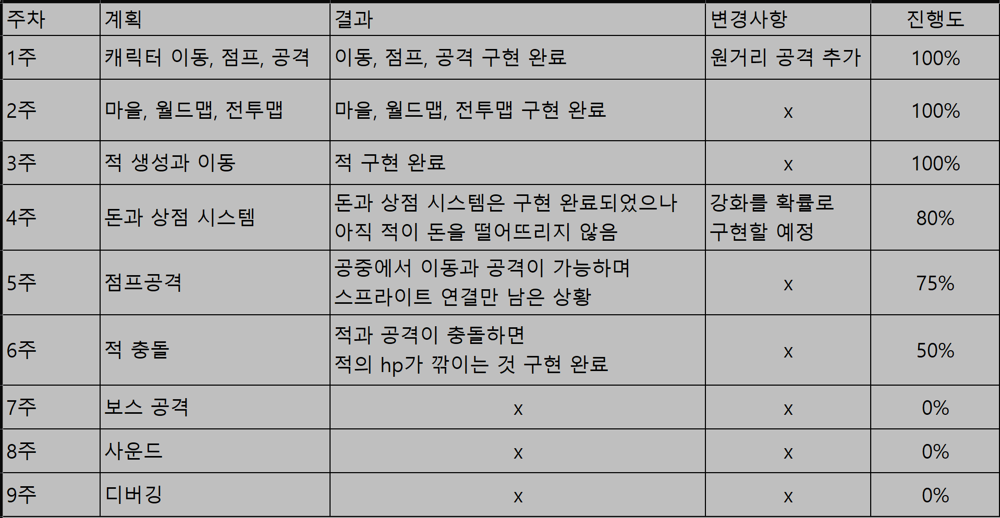 주차 계획 결과 변경사항 진행도
1주 캐릭터 이동, 점프, 공격 이동, 점프, 공격 구현 완료 원거리 공격 추가 100%
2주 마을, 월드맵, 전투맵 마을, 월드맵, 전투맵 구현 완료 x 100%
3주 적 생성과 이동 적 구현 완료 x 100%
4주 돈과 상점 시스템 돈과 상점 시스템은 구현 완료되었으나 강화를 확률로 80%
아직 적이 돈을 떨어뜨리지 않음 구현할 예정
5주 점프공격 공중에서 이동과 공격이 가능하며 x 75%
스프라이트 연결만 남은 상황
6주 적 충돌 적과 공격이 충돌하면 x 50%
적의 hp가 깎이는 것 구현 완료
7주 보스 공격 x x 0%
8주 사운드 x x 0%
9주 디버깅 x x 0%